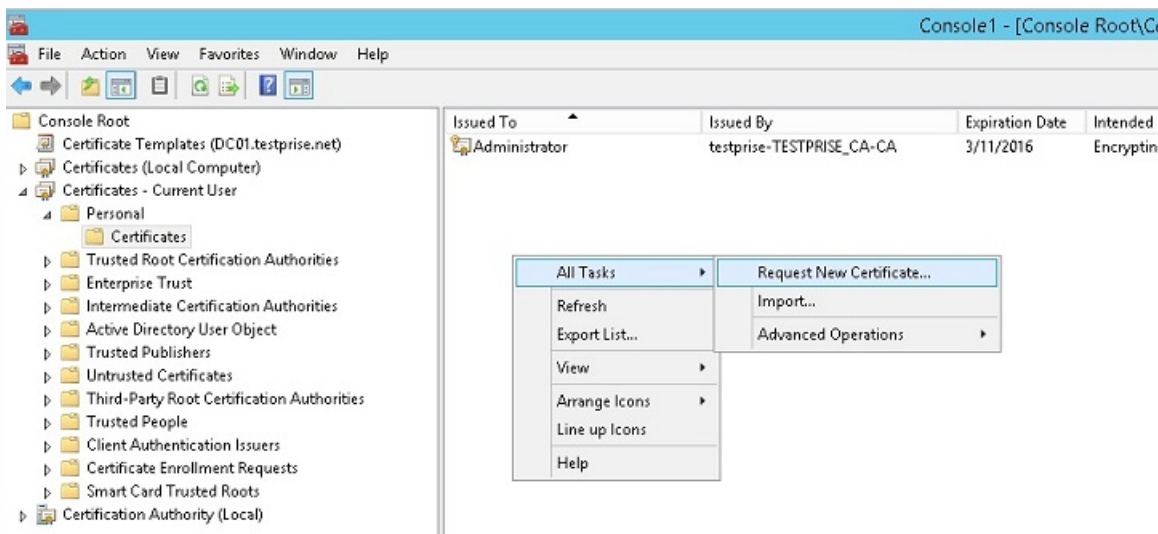 Console1 - [Console Root\C
File Action View Favorites Window Help
Console Root
Certificate Templates (DC01.testprise.net)
Certificates (Local Computer)
Certificates - Current User
Personal
Certificates
Trusted Root Certification Authorities
Enterprise Trust
Intermediate Certification Authorities
Active Directory User Object
Trusted Publishers
Untrusted Certificates
Third-Party Root Certification Authorities
Trusted People
Client Authentication Issuers
Certificate Enrollment Requests
Smart Card Trusted Roots
Certification Authority (Local)
Issued To Issued By Expiration Date Intended
Administrator testprise-TESTPRISE_CA-CA 3/11/2016 Encryptin
All Tasks
Refresh
Export List...
View
Arrange Icons
Line up Icons
Help
Request New Certificate...
Import...
Advanced Operations